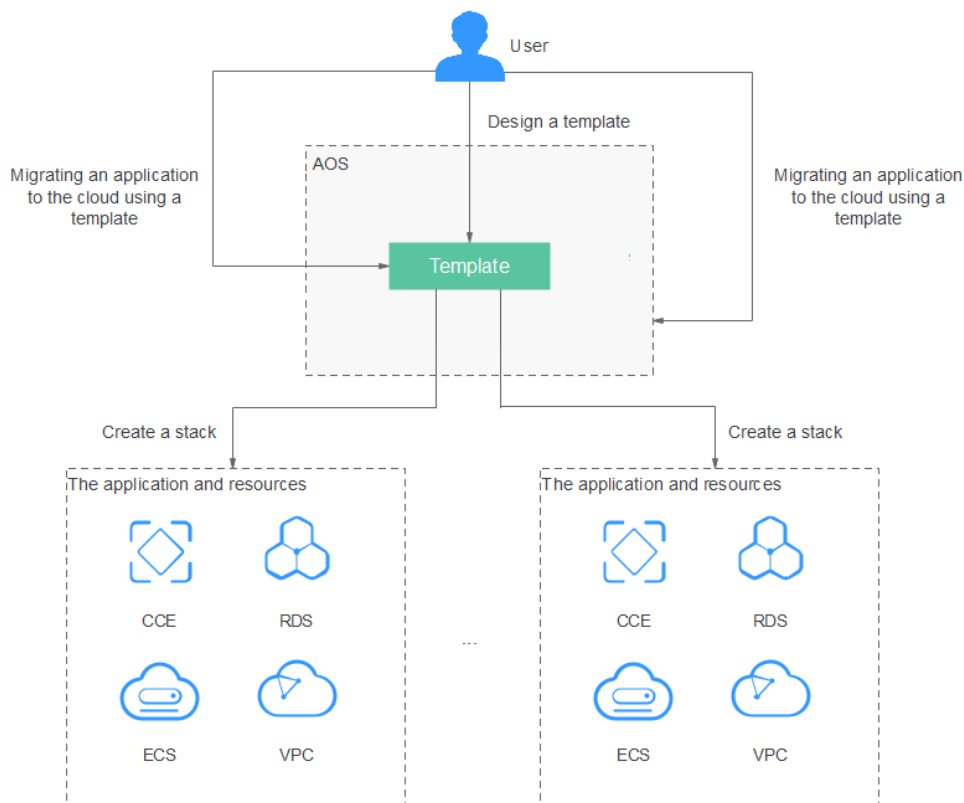 User
Design a template
AOS
Migrating an application
to the cloud using a
template
Migrating an application
to the cloud using a
template
Template
Create a stack
Create a stack
The application and resources
The application and resources
CCE
RDS
CCE
RDS
...
ECS
VPC
ECS
VPC